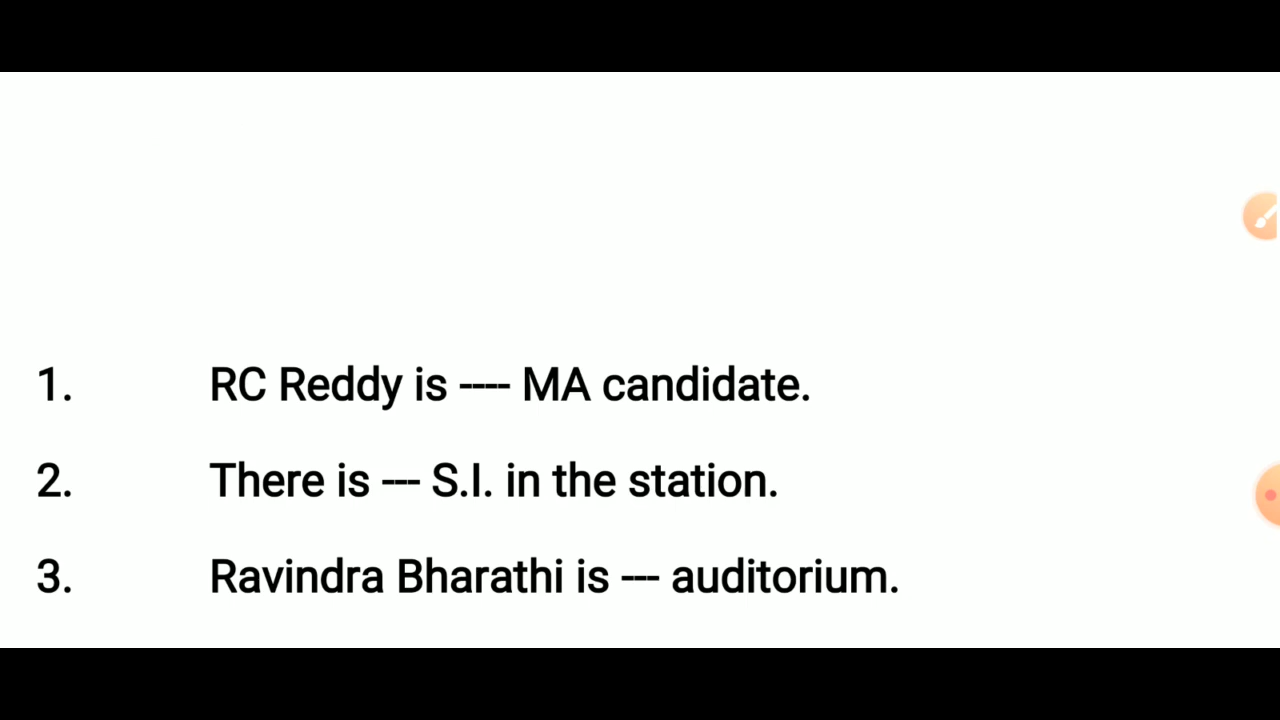 1. RC Reddy is ---- MA candidate.
2. There is --- S.I. in the station.
3. Ravindra Bharathi is --- auditorium.